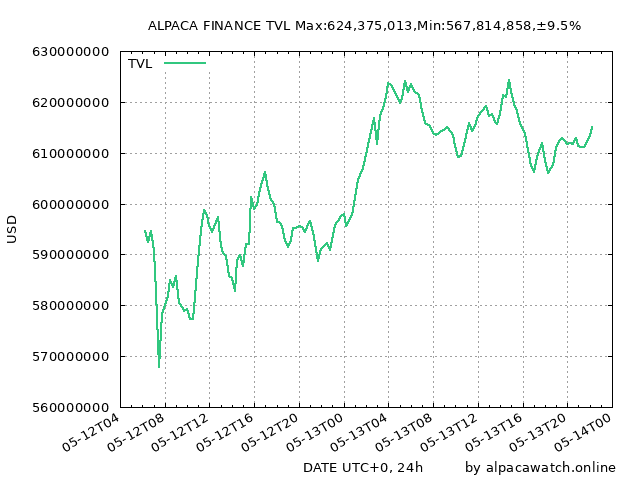 ALPACA FINANCE TVL Max:624,375,013,Min:567,814,858,±9.5%
630000000
TVL
620000000
610000000
600000000
USD
590000000
580000000
570000000
560000000
05-12T04
05-12T08
05-12T12
05-12T16
05-12T20
05-13T00
05-13T04
05-13T08
05-13T12
05-13T16
05-13T20
05-14T00
DATE UTC+0, 24h
by alpacawatch.online